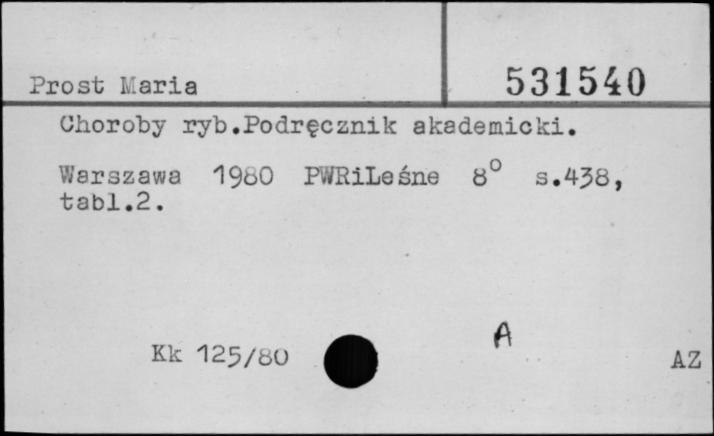 Prost Maria 531540
Choroby ryb.Podręcznik akademicki.
Warszawa 1980 PWRiLeśne 8° s.438,
tabl.2.
A
Kk 125/80 AZ